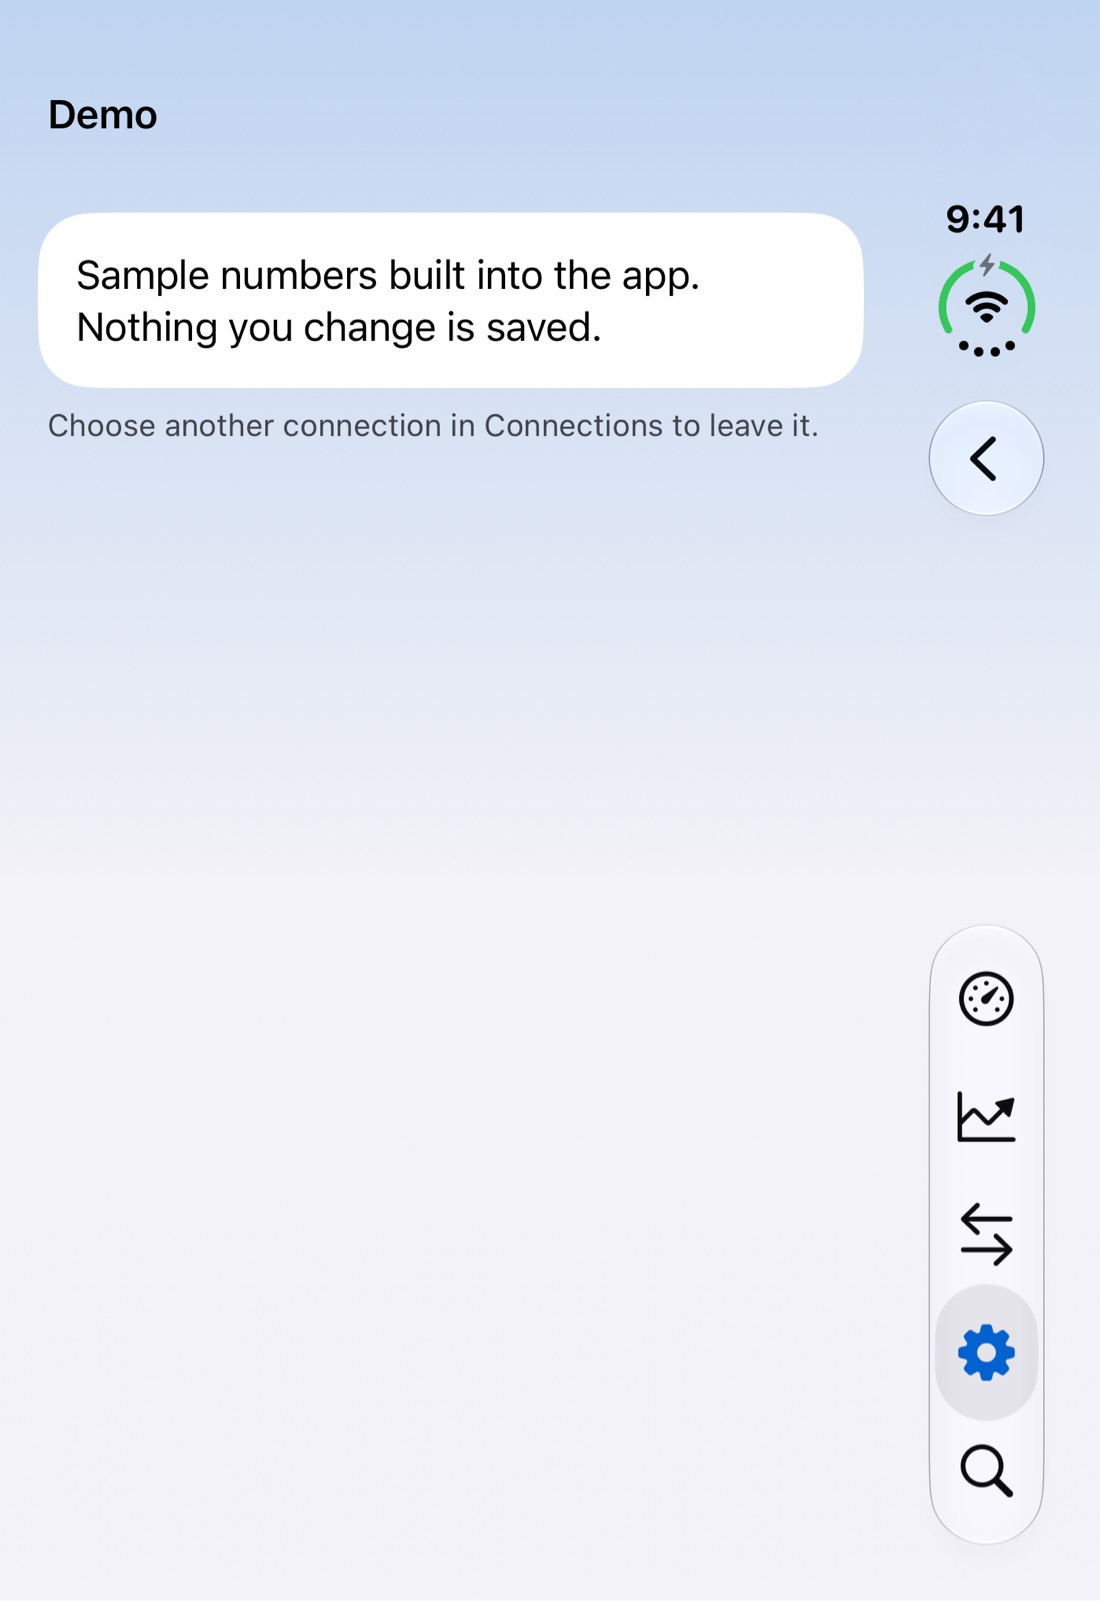 Demo
9:41
Sample numbers built into the app.
Nothing you change is saved.
Choose another connection in Connections to leave it.